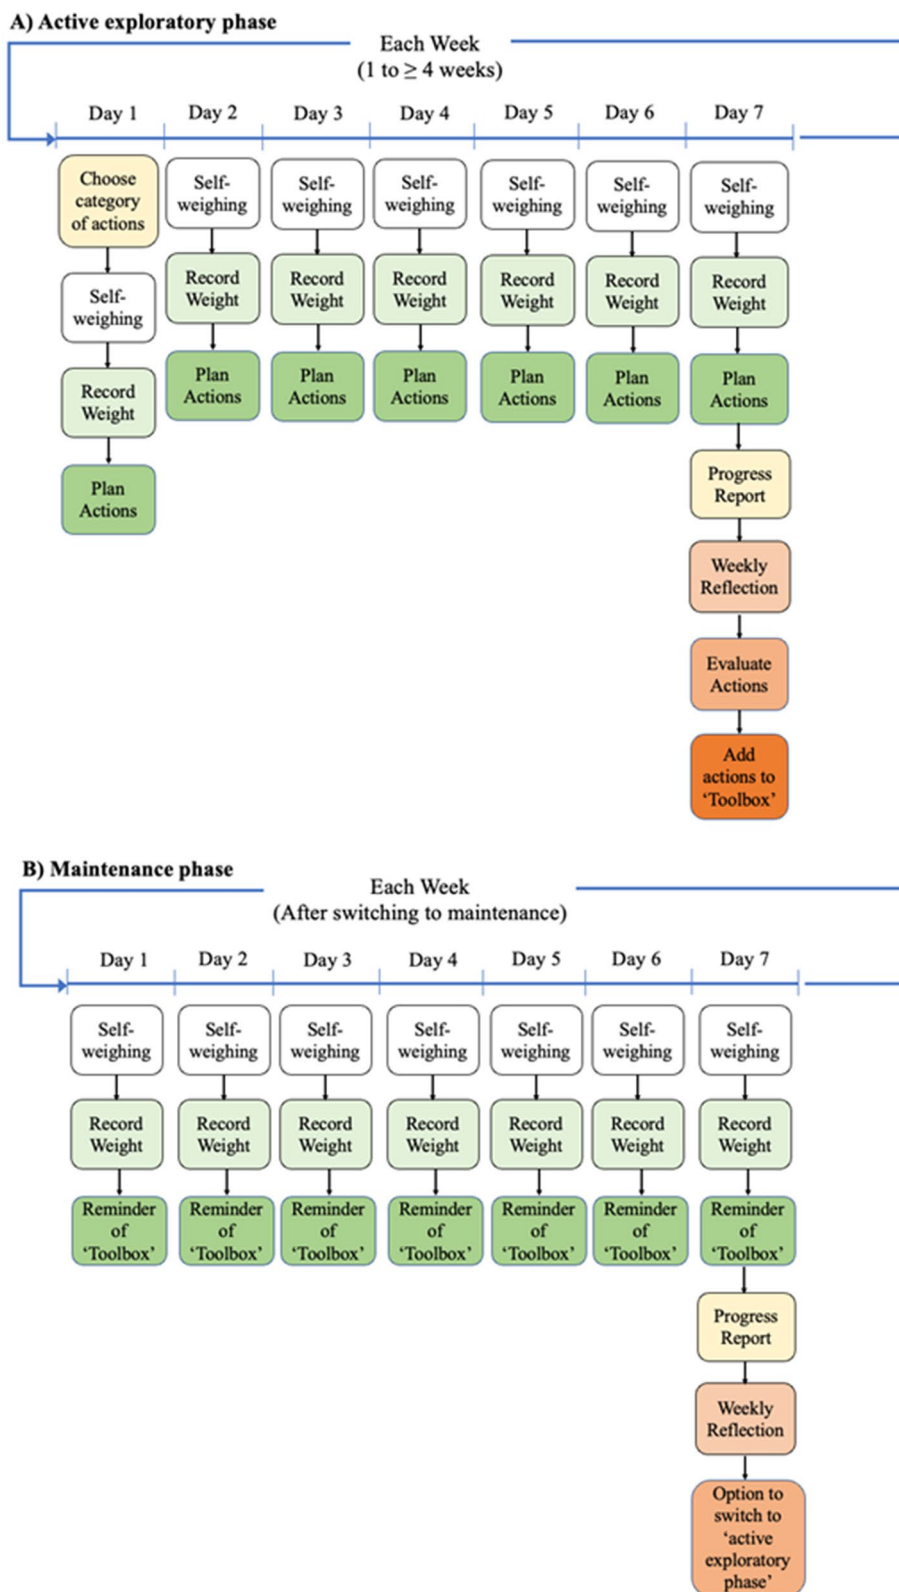 A) Active exploratory phase
Each Week
(1 to ≥ 4 weeks)
Day 1
Day 2
Day 3
Day 4
Day 5
Day 6
Day 7
Choose
category
of actions
Self-
weighing
Record
Weight
Plan
Actions
Self-
weighing
Record
Weight
Plan
Actions
Self-
weighing
Record
Weight
Plan
Actions
Self-
weighing
Record
Weight
Plan
Actions
Self-
weighing
Record
Weight
Plan
Actions
Self-
weighing
Record
Weight
Plan
Actions
Self-
weighing
Record
Weight
Plan
Actions
Progress
Report
Weekly
Reflection
Evaluate
Actions
Add
actions to
‘Toolbox’
B) Maintenance phase
Each Week
(After switching to maintenance)
Day 1
Day 2
Day 3
Day 4
Day 5
Day 6
Day 7
Self-
weighing
Record
Weight
Reminder
of
‘Toolbox’
Self-
weighing
Record
Weight
Reminder
of
‘Toolbox’
Self-
weighing
Record
Weight
Reminder
of
‘Toolbox’
Self-
weighing
Record
Weight
Reminder
of
‘Toolbox’
Self-
weighing
Record
Weight
Reminder
of
‘Toolbox’
Self-
weighing
Record
Weight
Reminder
of
‘Toolbox’
Self-
weighing
Record
Weight
Reminder
of
‘Toolbox’
Progress
Report
Weekly
Reflection
Option to
switch to
‘active
exploratory
phase’